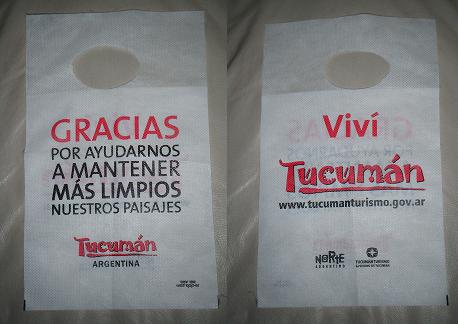 GRACIAS
POR AYUDARNOS
A MANTENER
MÁS LIMPIOS
NUESTROS PAISAJES
Tucumán
ARGENTINA
Viví
Tucumán
www.tucumanturismo.gov.ar
NORTE
ARGENTINO
TUCUMANTURISMO